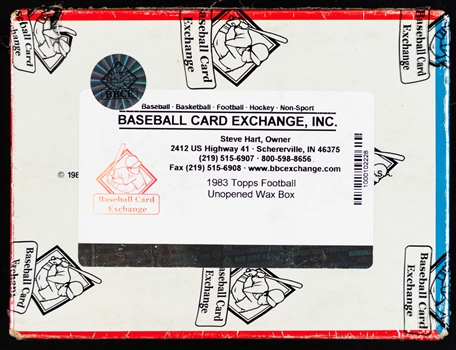 Baseball Card
Exchange
Baseball Card
Exchange
Baseball Card
Exchange
BBCE
Baseball · Basketball · Football · Hockey · Non-Sport
BASEBALL CARD EXCHANGE, INC.
Steve Hart, Owner
2412 US Highway 41 · Schererville, IN 46375
(219) 515-6907 · 800-598-8656
Fax (219) 515-6908 · www.bbcexchange.com
1983 Topps Football
Unopened Wax Box
Baseball Card
Exchange
1000102228
© 198
AS.
Baseball Card
Exchange
Baseball Card
Exchange
Baseball Card
Exchange